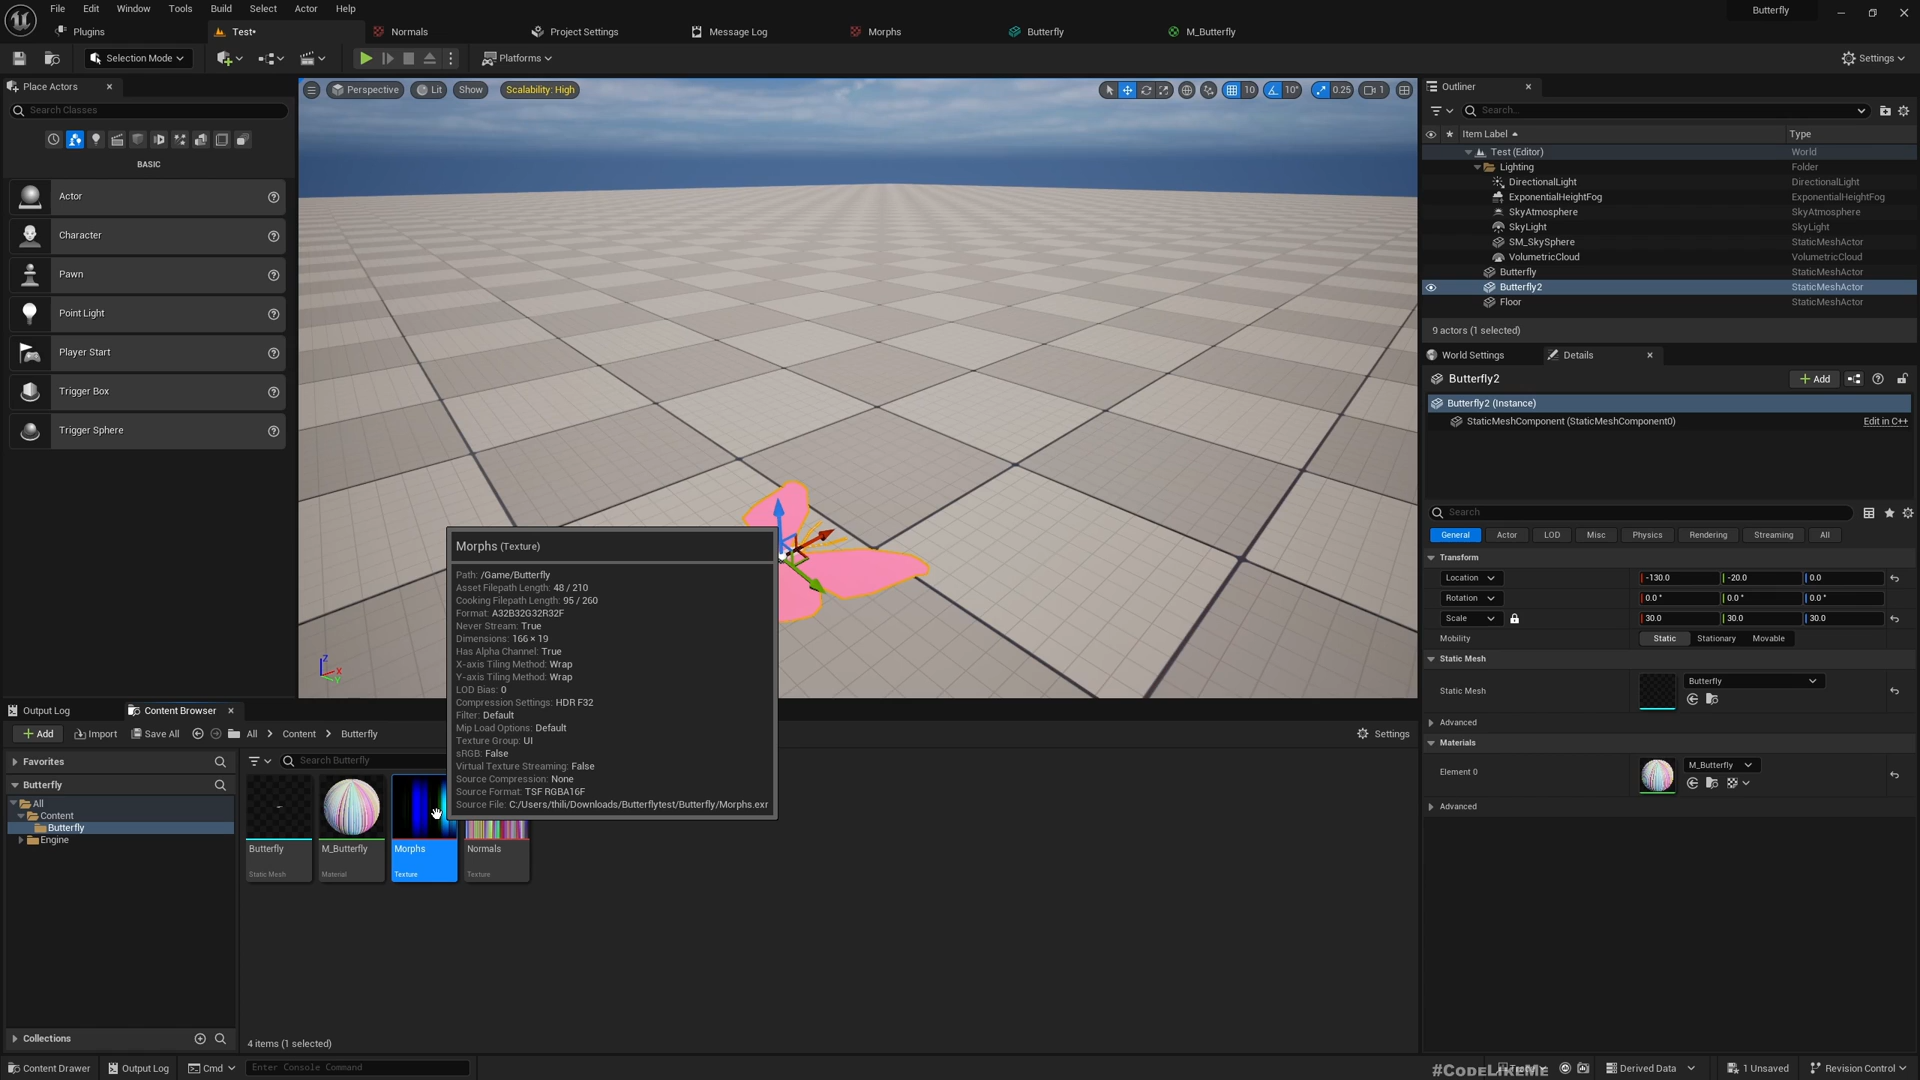 File Edit Window Tools Build Select Actor Help
Butterfly
Plugins
Test*
Normals
Project Settings
Message Log
Morphs
Butterfly
M_Butterfly
Selection Mode
Platforms
Settings
Place Actors
Search Classes
BASIC
Actor
Character
Pawn
Point Light
Player Start
Trigger Box
Trigger Sphere
Perspective
Lit
Show
Scalability: High
10
10°
0.25
1
Z
X
Y
Morphs (Texture)
Path: /Game/Butterfly
Asset Filepath Length: 48 / 210
Cooking Filepath Length: 95 / 260
Format: A32B32G32R32F
Never Stream: True
Dimensions: 166 × 19
Has Alpha Channel: True
X-axis Tiling Method: Wrap
Y-axis Tiling Method: Wrap
LOD Bias: 0
Compression Settings: HDR F32
Filter: Default
Mip Load Options: Default
Texture Group: UI
sRGB: False
Virtual Texture Streaming: False
Source Compression: None
Source Format: TSF RGBA16F
Source File: C:/Users/thili/Downloads/Butterflytest/Butterfly/Morphs.exr
Outliner
Search...
Item Label Type
Test (Editor) World
Lighting Folder
DirectionalLight DirectionalLight
ExponentialHeightFog ExponentialHeightFog
SkyAtmosphere SkyAtmosphere
SkyLight SkyLight
SM_SkySphere StaticMeshActor
VolumetricCloud VolumetricCloud
Butterfly StaticMeshActor
Butterfly2 StaticMeshActor
Floor StaticMeshActor
9 actors (1 selected)
World Settings Details
Butterfly2
Add
Butterfly2 (Instance)
StaticMeshComponent (StaticMeshComponent0) Edit in C++
Search
General Actor LOD Misc Physics Rendering Streaming All
Transform
Location -130.0 -20.0 0.0
Rotation 0.0 ° 0.0 ° 0.0 °
Scale 30.0 30.0 30.0
Mobility Static Stationary Movable
Static Mesh
Static Mesh Butterfly
Advanced
Materials
Element 0 M_Butterfly
Advanced
Output Log Content Browser
Add Import Save All All Content Butterfly
Settings
Favorites
Butterfly
All
Content
Butterfly
Engine
Collections
Search Butterfly
Butterfly
Static Mesh
M_Butterfly
Material
Morphs
Texture
Normals
Texture
4 items (1 selected)
Content Drawer Output Log Cmd Enter Console Command
#CodeLikeMe
Derived Data 1 Unsaved Revision Control